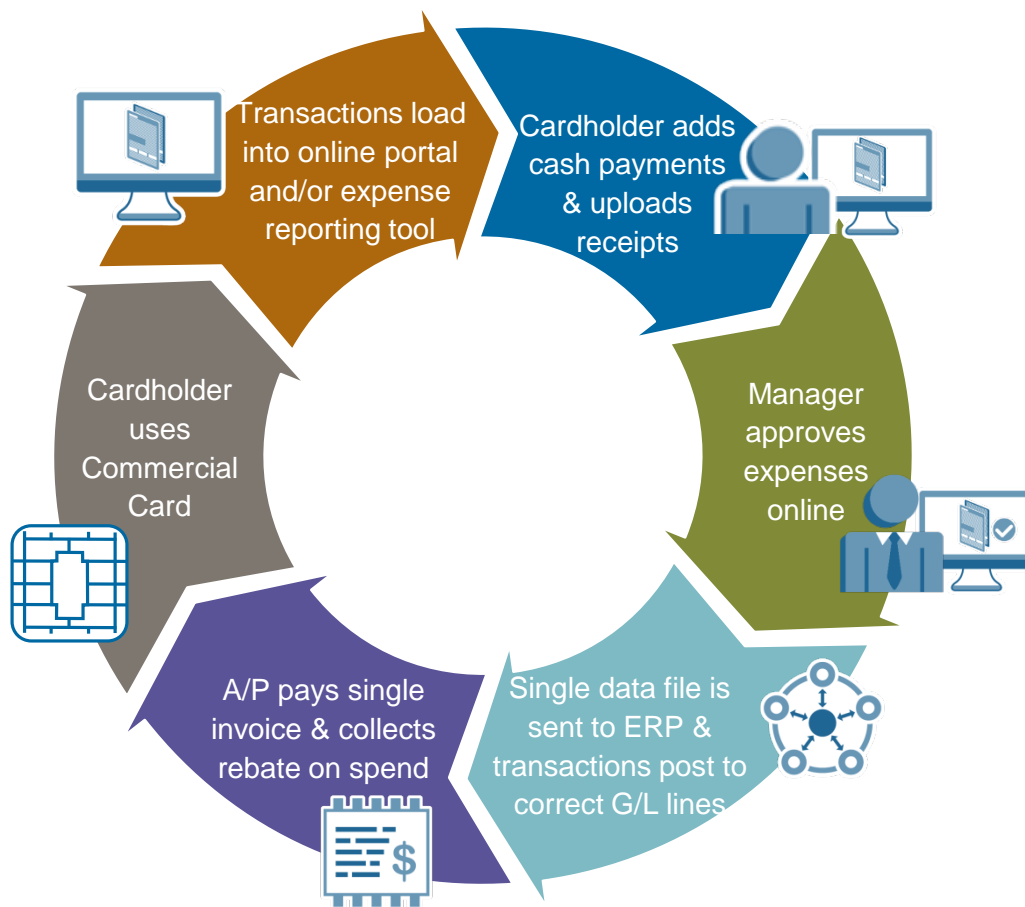 Transactions load
into online portal
and/or expense
reporting tool
Cardholder adds
cash payments
& uploads
receipts
Manager
approves
expenses
online
Single data file is
sent to ERP &
transactions post to
correct G/L lines
A/P pays single
invoice & collects
rebate on spend
$
Cardholder
uses
Commercial
Card